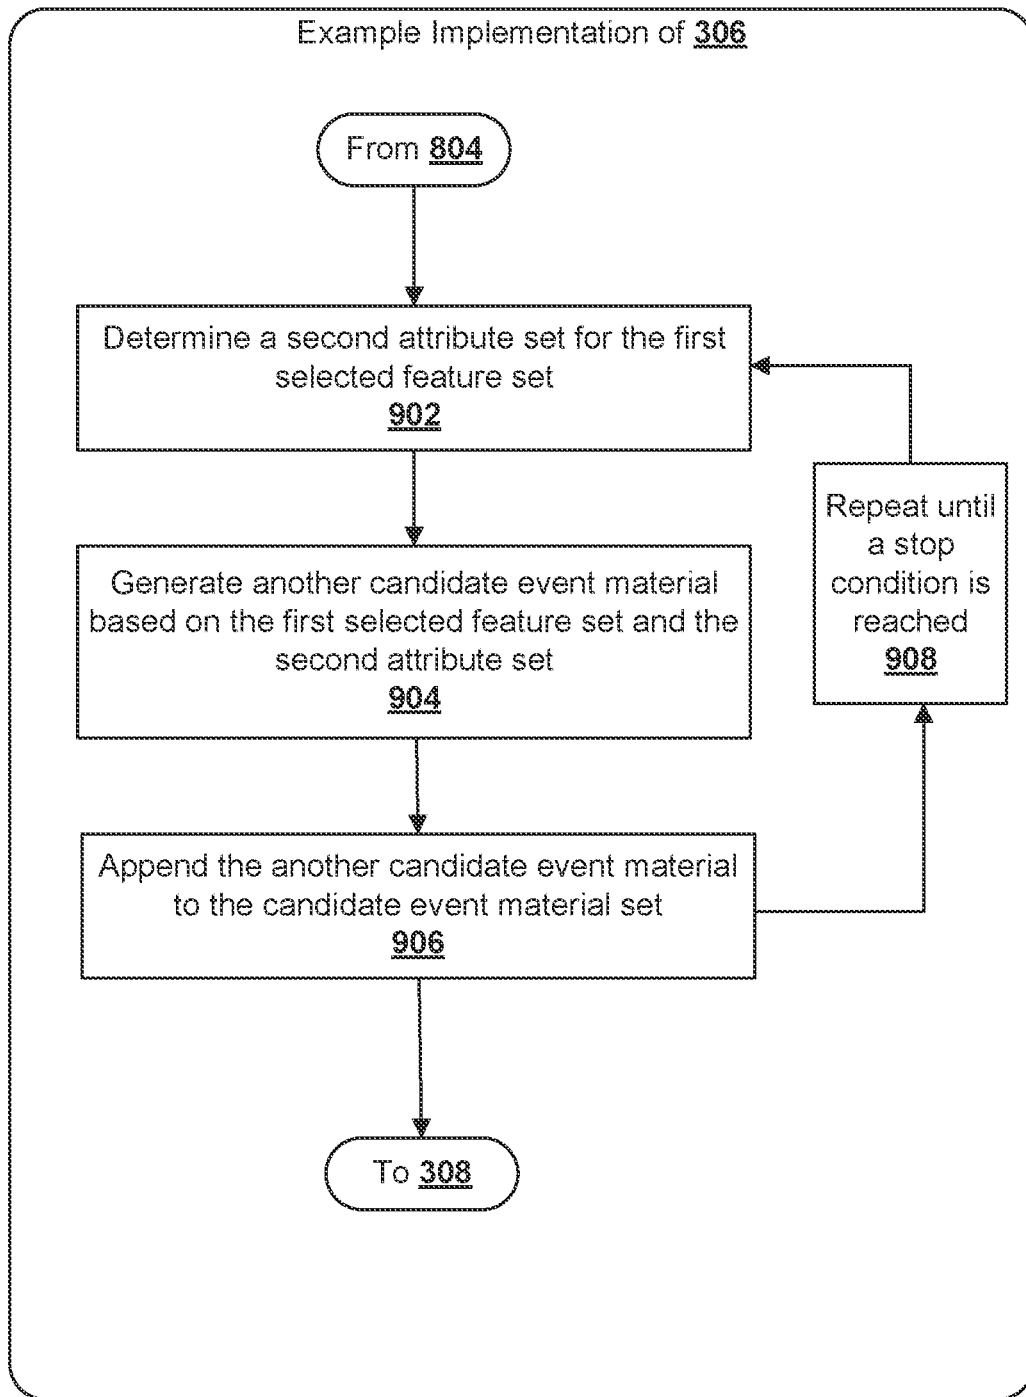 Example Implementation of 306
From 804
Determine a second attribute set for the first
selected feature set
902
Generate another candidate event material
based on the first selected feature set and the
second attribute set
904
Append the another candidate event material
to the candidate event material set
906
Repeat until
a stop
condition is
reached
908
To 308